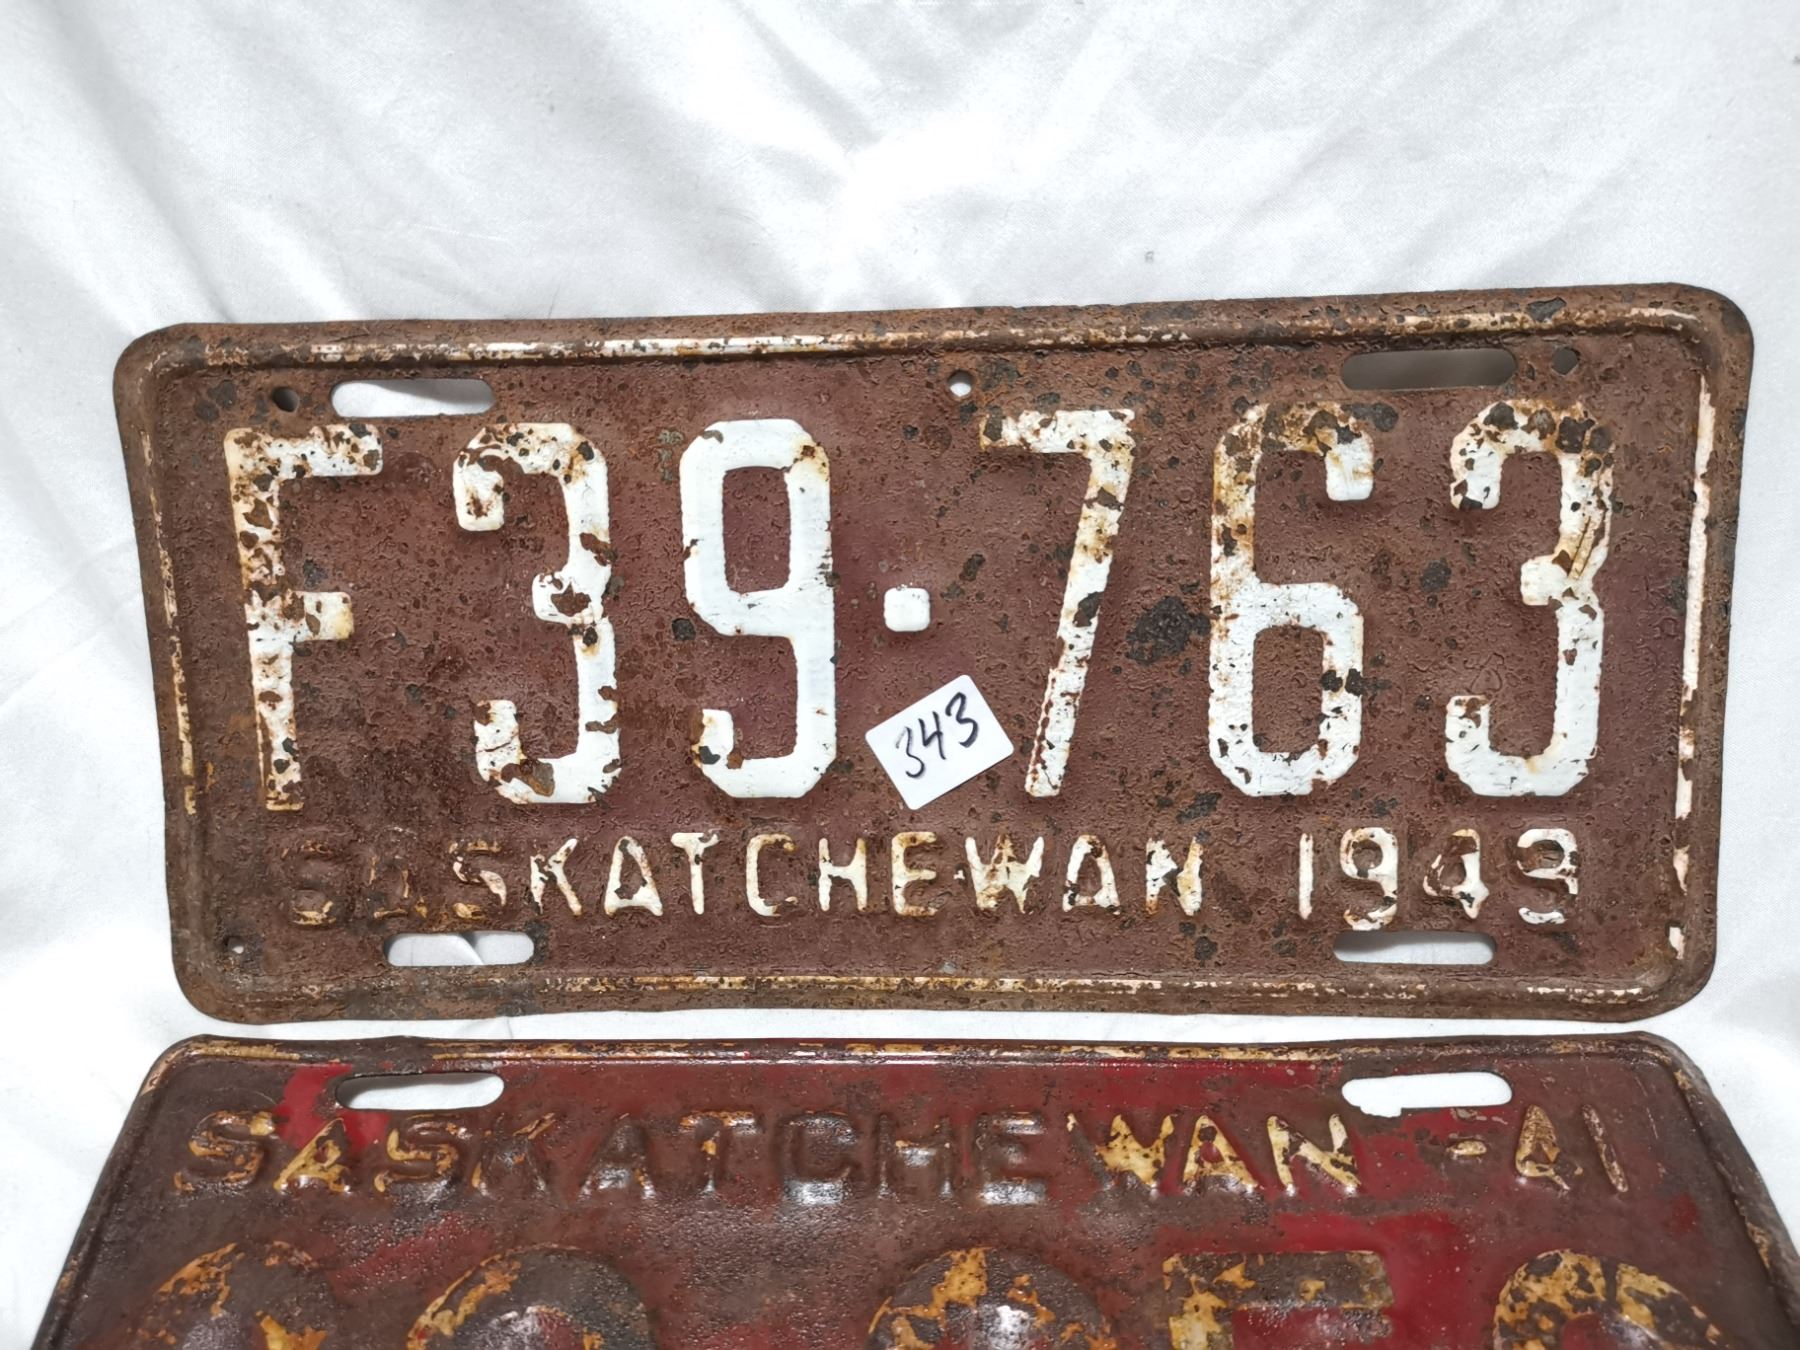 F39·763
343
SASKATCHEWAN 1949
SASKATCHEWAN-41